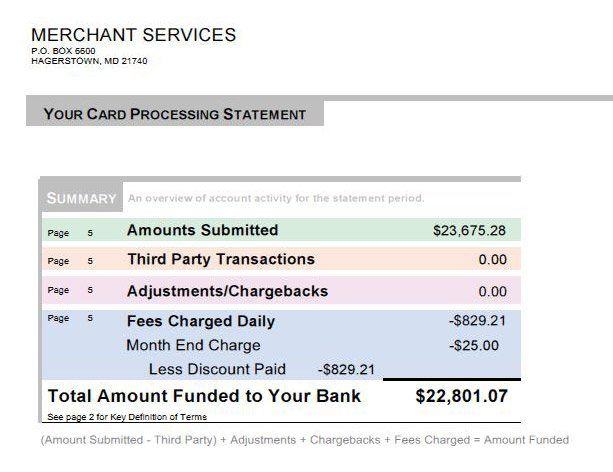 MERCHANT SERVICES
P.O. BOX 6600
HAGERSTOWN, MD 21740
YOUR CARD PROCESSING STATEMENT
SUMMARY An overview of account activity for the statement period.
Page 5 Amounts Submitted $23,675.28
Page 5 Third Party Transactions 0.00
Page 5 Adjustments/Chargebacks 0.00
Page 5 Fees Charged Daily -$829.21
Month End Charge -$25.00
Less Discount Paid -$829.21
Total Amount Funded to Your Bank $22,801.07
See page 2 for Key Definition of Terms
(Amount Submitted - Third Party) + Adjustments + Chargebacks + Fees Charged = Amount Funded